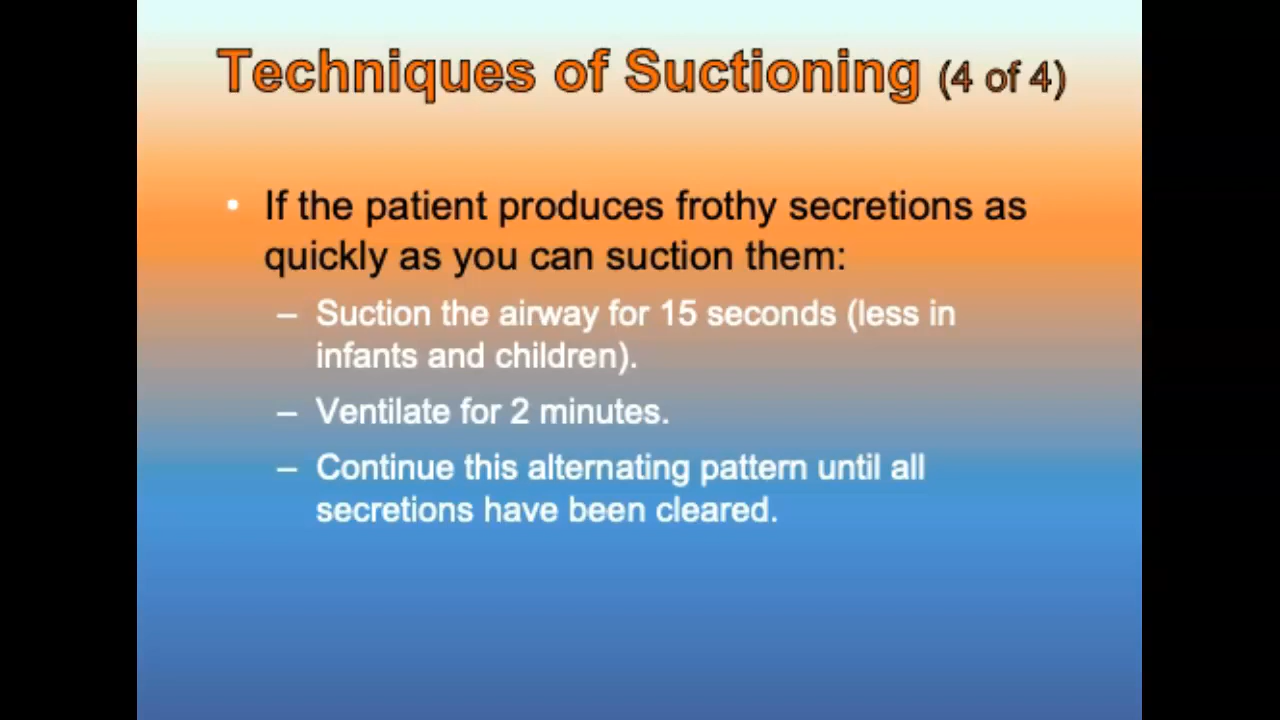 Techniques of Suctioning (4 of 4)
• If the patient produces frothy secretions as
quickly as you can suction them:
– Suction the airway for 15 seconds (less in
infants and children).
– Ventilate for 2 minutes.
– Continue this alternating pattern until all
secretions have been cleared.